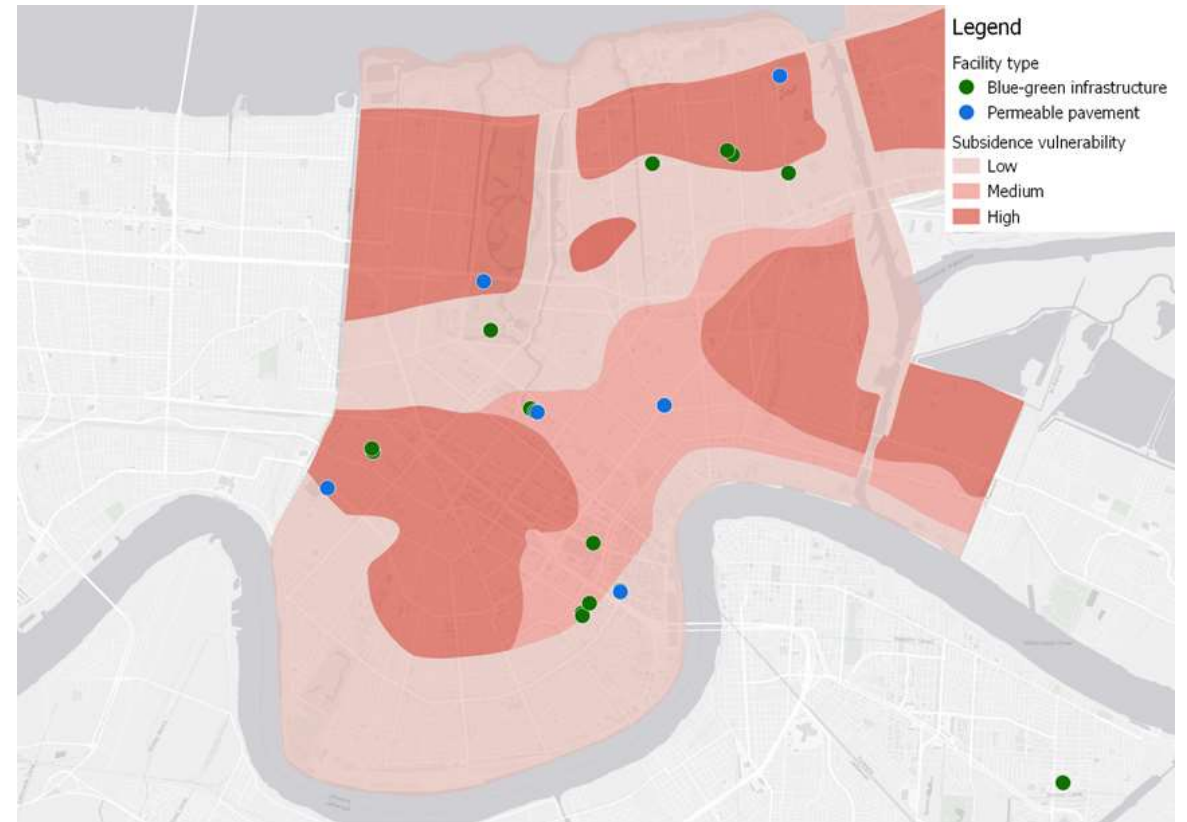 Legend
Facility type
Blue-green infrastructure
Permeable pavement
Subsidence vulnerability
Low
Medium
High